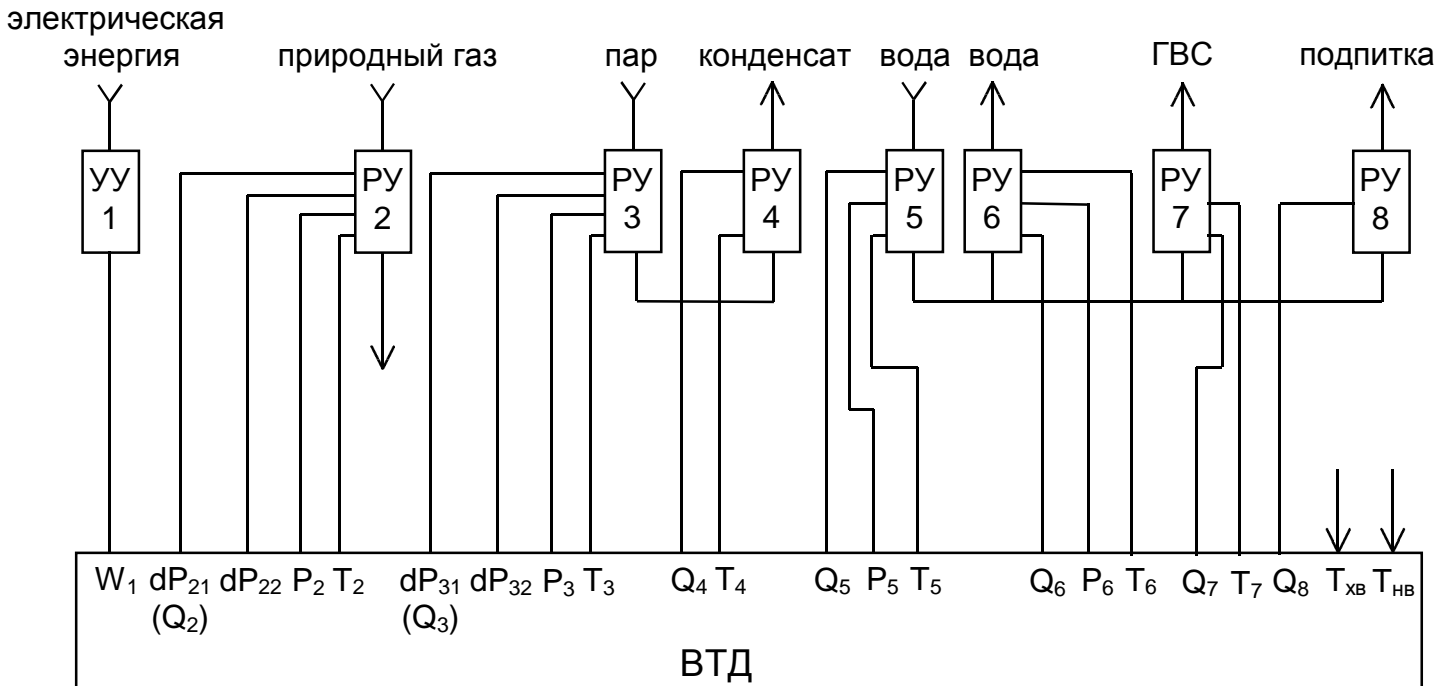 электрическая
энергия природный газ пар конденсат вода вода ГВС подпитка
УУ РУ РУ РУ РУ РУ РУ РУ
1 2 3 4 5 6 7 8
W₁ dP₂₁ dP₂₂ P₂ T₂ dP₃₁ dP₃₂ P₃ T₃ Q₄ T₄ Q₅ P₅ T₅ Q₆ P₆ T₆ Q₇ T₇ Q₈ Tхв Tнв
(Q₂) (Q₃)
ВТД